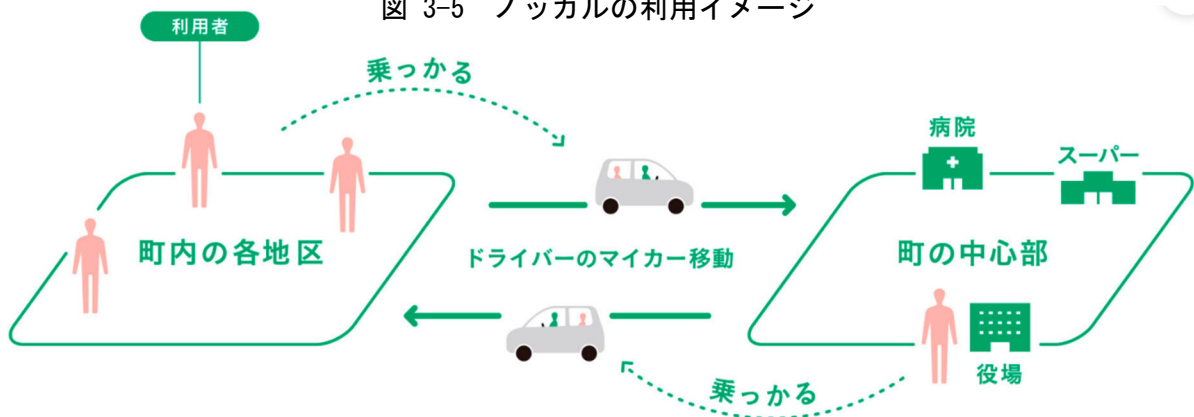 図 3-5 ノッカルの利用イメージ
利用者
乗っかる
病院
スーパー
町内の各地区
ドライバーのマイカー移動
町の中心部
役場
乗っかる